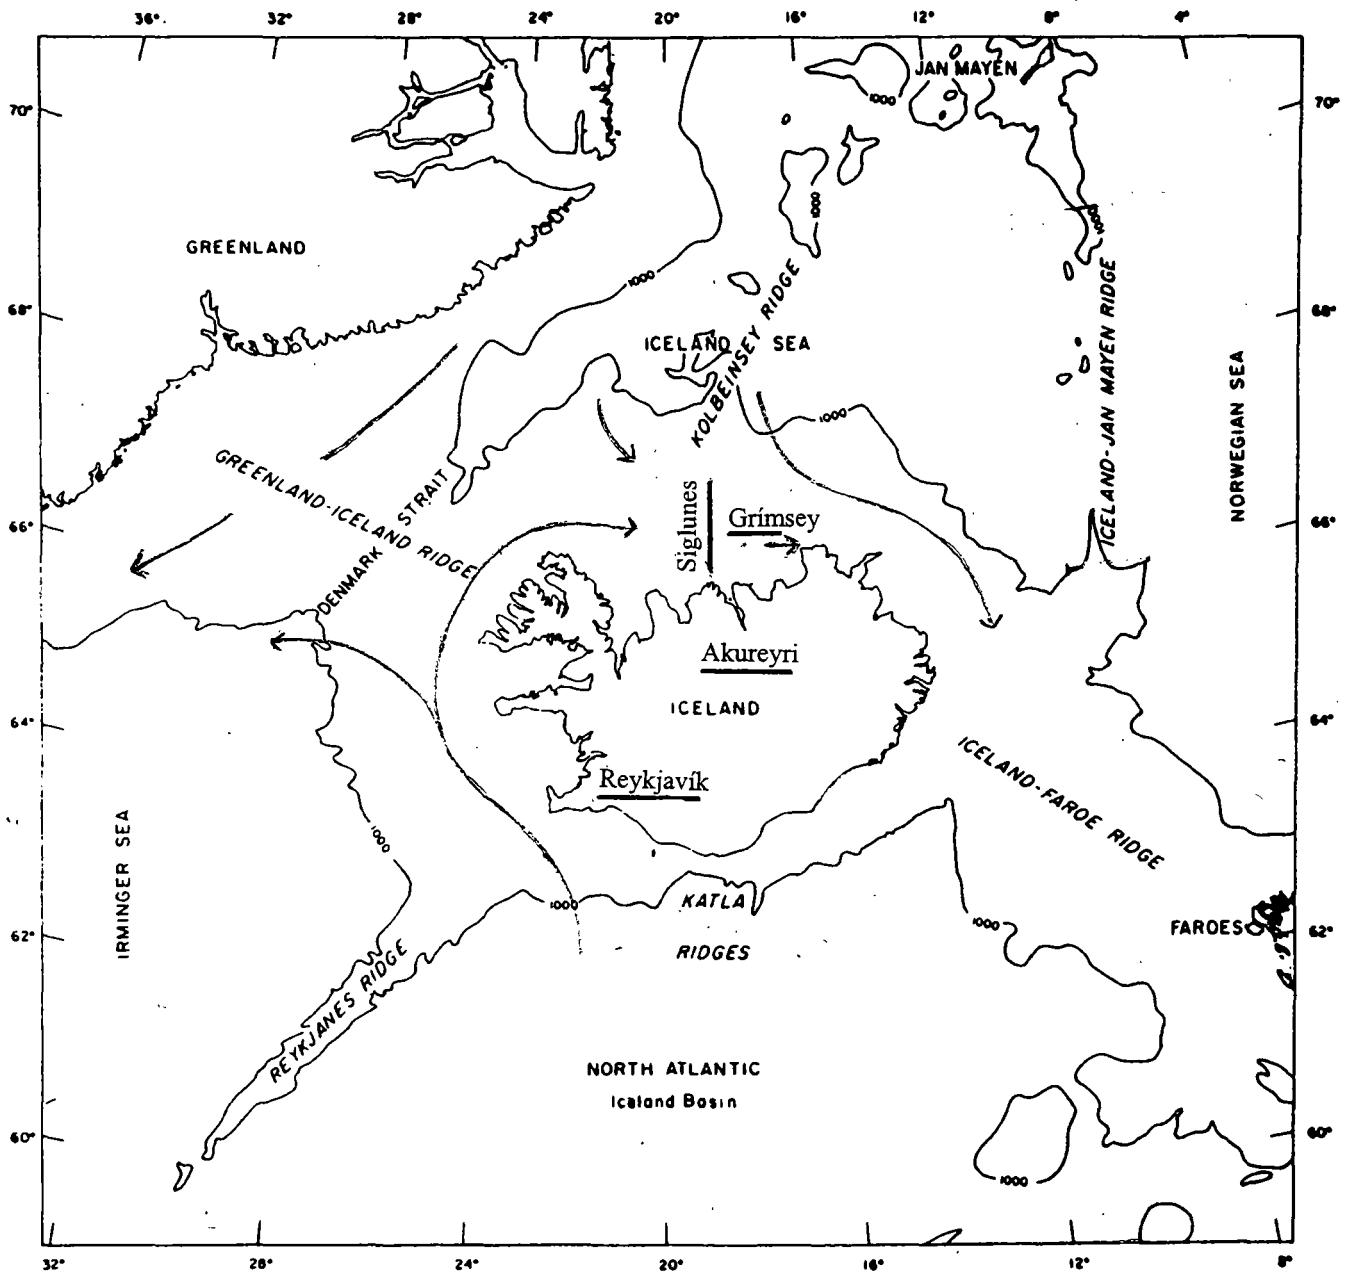 36° 32° 28° 24° 20° 16° 12° 8° 4°
JAN MAYEN
1000
70° 70°
1000
1000
GREENLAND
1000
68° 68°
ICELAND SEA
KOLBEINSEY RIDGE
ICELAND-JAN MAYEN RIDGE
NORWEGIAN SEA
1000
GREENLAND-ICELAND RIDGE
DENMARK STRAIT
Siglunes
Grímsey
66° 66°
Akureyri
ICELAND
64° 64°
ICELAND-FAROE RIDGE
Reykjavík
IRMINGER SEA
1000
1000
KATLA
RIDGES
1000
FAROES
62° 62°
REYKJANES RIDGE
NORTH ATLANTIC
Iceland Basin
60° 60°
1000
32° 28° 24° 20° 16° 12° 8°